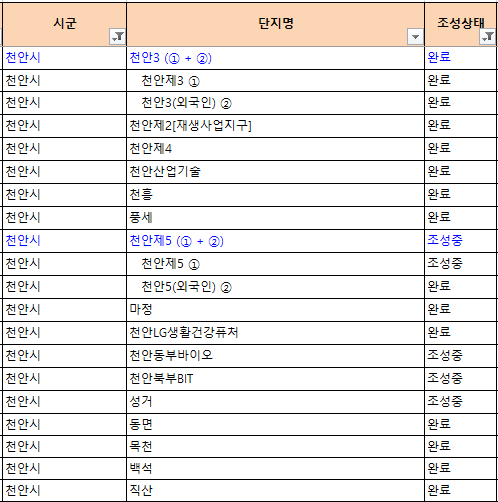 시군 단지명 조성상태
천안시 천안3 (① + ②) 완료
천안시 천안제3 ① 완료
천안시 천안3(외국인) ② 완료
천안시 천안제2[재생사업지구] 완료
천안시 천안제4 완료
천안시 천안산업기술 완료
천안시 천흥 완료
천안시 풍세 완료
천안시 천안제5 (① + ②) 조성중
천안시 천안제5 ① 조성중
천안시 천안5(외국인) ② 완료
천안시 마정 완료
천안시 천안LG생활건강퓨처 완료
천안시 천안동부바이오 조성중
천안시 천안북부BIT 조성중
천안시 성거 조성중
천안시 동면 완료
천안시 목천 완료
천안시 백석 완료
천안시 직산 완료